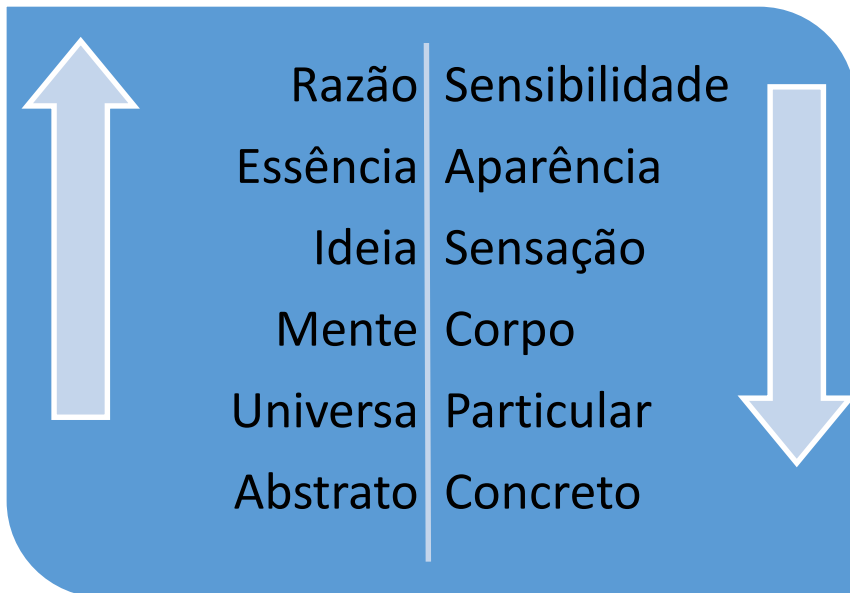 Razão Sensibilidade
Essência Aparência
Ideia Sensação
Mente Corpo
Universa Particular
Abstrato Concreto